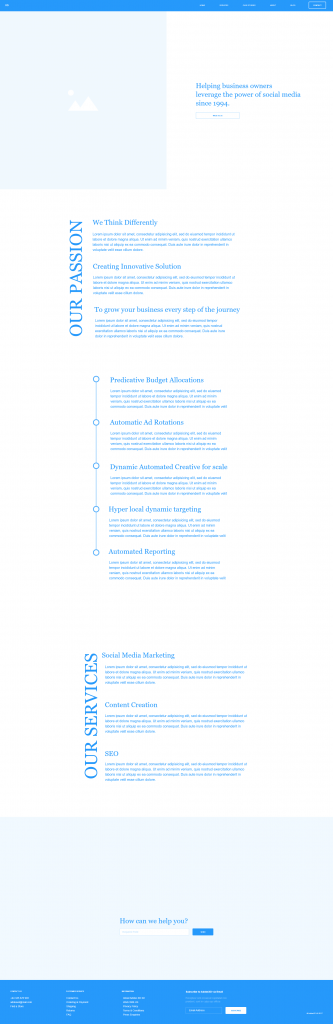 Helping business owners
leverage the power of social media
since 1994.
OUR PASSION
We Think Differently
Lorem ipsum dolor sit amet, consectetur adipiscing elit, sed do eiusmod tempor incididunt ut
labore et dolore magna aliqua. Ut enim ad minim veniam, quis nostrud exercitation ullamco
laboris nisi ut aliquip ex ea commodo consequat. Duis aute irure dolor in reprehenderit in
voluptate velit esse cillum dolore.
Creating Innovative Solution
Lorem ipsum dolor sit amet, consectetur adipiscing elit, sed do eiusmod tempor incididunt ut
labore et dolore magna aliqua. Ut enim ad minim veniam, quis nostrud exercitation ullamco
laboris nisi ut aliquip ex ea commodo consequat. Duis aute irure dolor in reprehenderit in
voluptate velit esse cillum dolore.
To grow your business every step of the journey
Lorem ipsum dolor sit amet, consectetur adipiscing elit, sed do eiusmod tempor
incididunt ut labore et dolore magna aliqua. Ut enim ad minim veniam, quis nostrud
exercitation ullamco laboris nisi ut aliquip ex ea commodo consequat. Duis aute irure
dolor in reprehenderit in voluptate velit
Predicative Budget Allocations
Lorem ipsum dolor sit amet, consectetur adipiscing elit, sed do eiusmod
tempor incididunt ut labore et dolore magna aliqua. Ut enim ad minim
veniam, quis nostrud exercitation ullamco laboris nisi ut aliquip ex ea
commodo consequat. Duis aute irure dolor in reprehenderit in voluptate velit
Automatic Ad Rotations
Lorem ipsum dolor sit amet, consectetur adipiscing elit, sed do eiusmod
tempor incididunt ut labore et dolore magna aliqua. Ut enim ad minim
veniam, quis nostrud exercitation ullamco laboris nisi ut aliquip ex ea
commodo consequat. Duis aute irure dolor in reprehenderit in voluptate velit
Dynamic Automated Creative for scale
Lorem ipsum dolor sit amet, consectetur adipiscing elit, sed do eiusmod
tempor incididunt ut labore et dolore magna aliqua. Ut enim ad minim
veniam, quis nostrud exercitation ullamco laboris nisi ut aliquip ex ea
commodo consequat. Duis aute irure dolor in reprehenderit in voluptate velit
Hyper local dynamic targeting
Lorem ipsum dolor sit amet, consectetur adipiscing elit, sed do eiusmod
tempor incididunt ut labore et dolore magna aliqua. Ut enim ad minim
veniam, quis nostrud exercitation ullamco laboris nisi ut aliquip ex ea
commodo consequat. Duis aute irure dolor in reprehenderit in voluptate velit
Automated Reporting
Lorem ipsum dolor sit amet, consectetur adipiscing elit, sed do eiusmod
tempor incididunt ut labore et dolore magna aliqua. Ut enim ad minim
veniam, quis nostrud exercitation ullamco laboris nisi ut aliquip ex ea
commodo consequat. Duis aute irure dolor in reprehenderit in voluptate velit
OUR SERVICES
Social Media Marketing
Lorem ipsum dolor sit amet, consectetur adipiscing elit, sed do eiusmod tempor incididunt ut
labore et dolore magna aliqua. Ut enim ad minim veniam, quis nostrud exercitation ullamco
laboris nisi ut aliquip ex ea commodo consequat. Duis aute irure dolor in reprehenderit in
voluptate velit esse cillum dolore.
Content Creation
Lorem ipsum dolor sit amet, consectetur adipiscing elit, sed do eiusmod tempor incididunt ut
labore et dolore magna aliqua. Ut enim ad minim veniam, quis nostrud exercitation ullamco
laboris nisi ut aliquip ex ea commodo consequat. Duis aute irure dolor in reprehenderit in
voluptate velit esse cillum dolore.
SEO
Lorem ipsum dolor sit amet, consectetur adipiscing elit, sed do eiusmod tempor incididunt ut
labore et dolore magna aliqua. Ut enim ad minim veniam, quis nostrud exercitation ullamco
laboris nisi ut aliquip ex ea commodo consequat. Duis aute irure dolor in reprehenderit in
voluptate velit esse cillum dolore.
How can we help you?